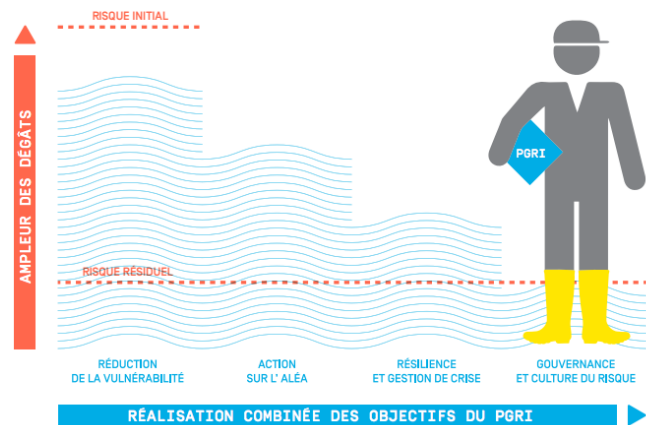 RISQUE INITIAL
AMPLEUR DES DÉGÂTS
PGRI
RISQUE RÉSIDUEL
RÉDUCTION
DE LA VULNÉRABILITÉ
ACTION
SUR L' ALÉA
RÉSILIENCE
ET GESTION DE CRISE
GOUVERNANCE
ET CULTURE DU RISQUE
RÉALISATION COMBINÉE DES OBJECTIFS DU PGRI